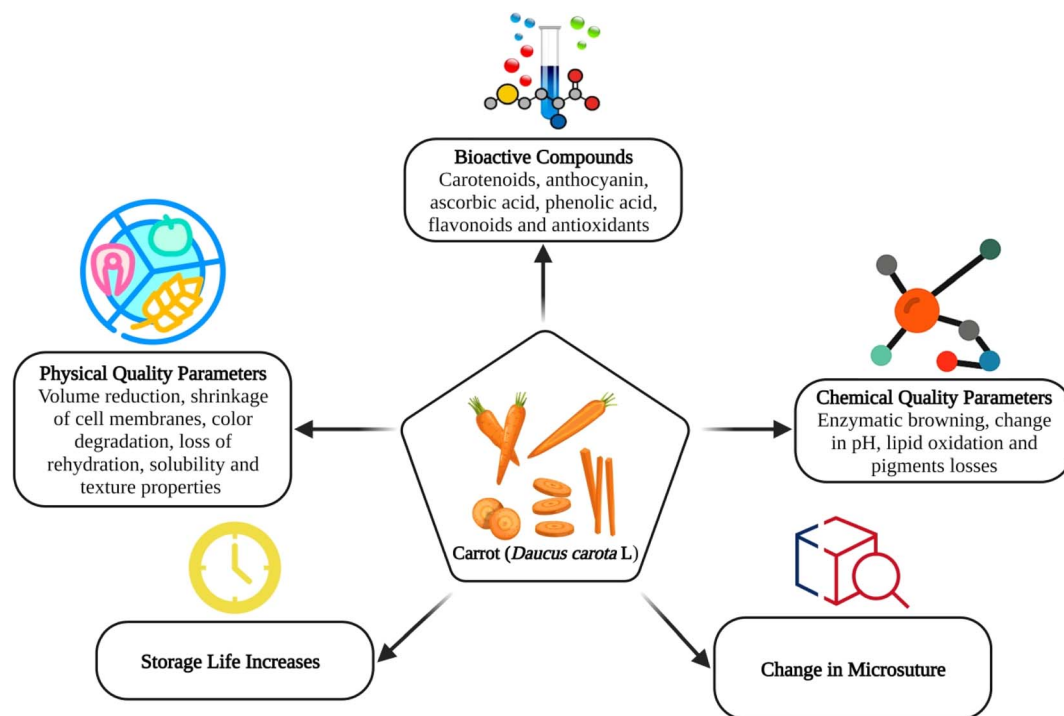 Bioactive Compounds
Carotenoids, anthocyanin,
ascorbic acid, phenolic acid,
flavonoids and antioxidants
Physical Quality Parameters
Volume reduction, shrinkage
of cell membranes, color
degradation, loss of
rehydration, solubility and
texture properties
Chemical Quality Parameters
Enzymatic browning, change
in pH, lipid oxidation and
pigments losses
Carrot (Daucus carota L)
Storage Life Increases
Change in Microsuture